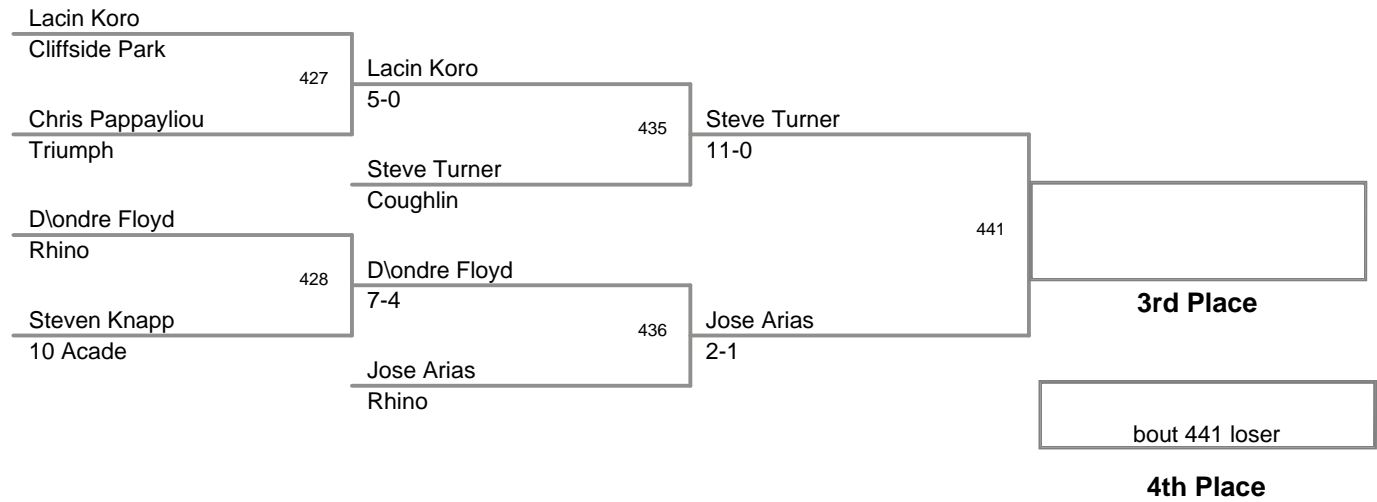 Lacin Koro
Cliffside Park
427
Lacin Koro
5-0
Chris Pappayliou
Triumph
435
Steve Turner
11-0
Steve Turner
Coughlin
D\ondre Floyd
Rhino
441
428
D\ondre Floyd
7-4
3rd Place
Steven Knapp
10 Acade
436
Jose Arias
2-1
Jose Arias
Rhino
bout 441 loser
4th Place